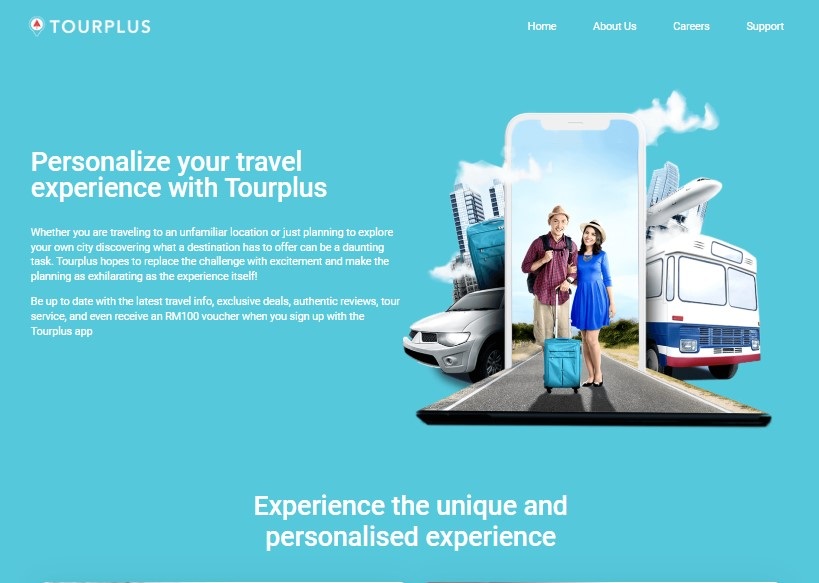 TOURPLUS
Home
About Us
Careers
Support
Personalize your travel
experience with Tourplus
Whether you are traveling to an unfamiliar location or just planning to explore
your own city discovering what a destination has to offer can be a daunting
task. Tourplus hopes to replace the challenge with excitement and make the
planning as exhilarating as the experience itself!
Be up to date with the latest travel info, exclusive deals, authentic reviews, tour
service, and even receive an RM100 voucher when you sign up with the
Tourplus app
Experience the unique and
personalised experience